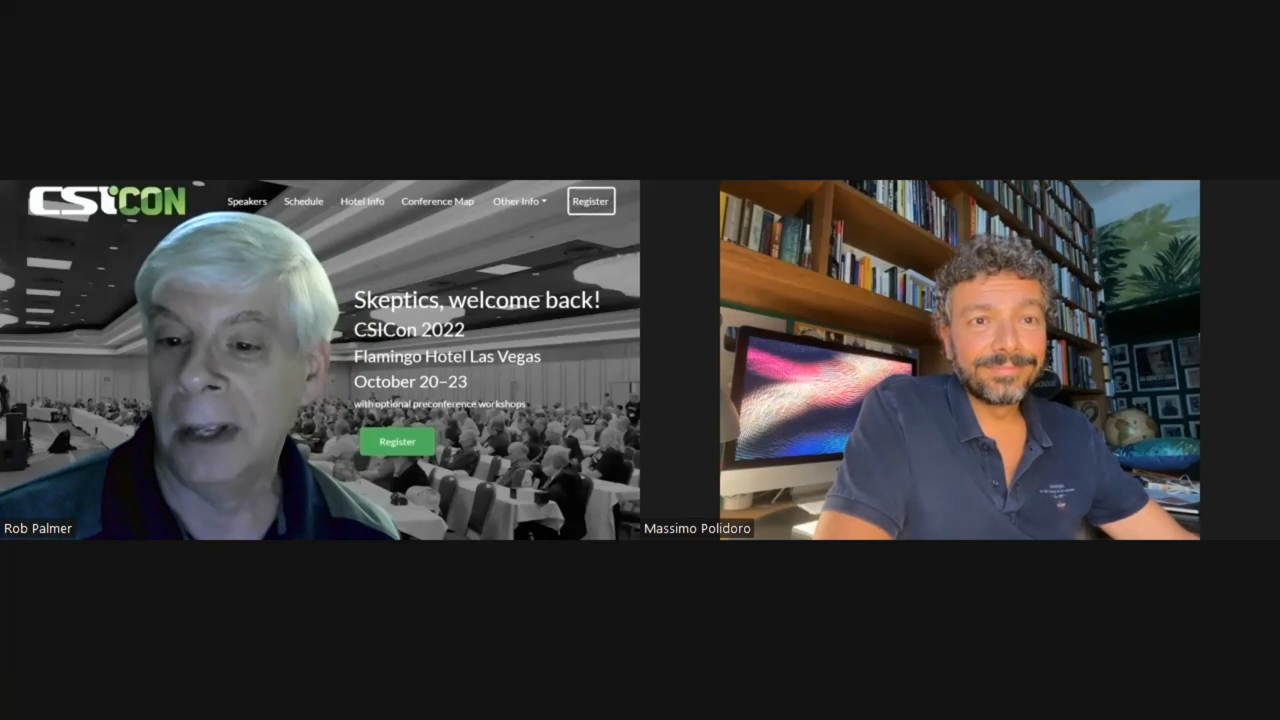 CSICON
Speakers Schedule Hotel Info Conference Map Other Info Register
Skeptics, welcome back!
CSICon 2022
Flamingo Hotel Las Vegas
October 20–23
with optional preconference workshops
Register
Rob Palmer
Massimo Polidoro